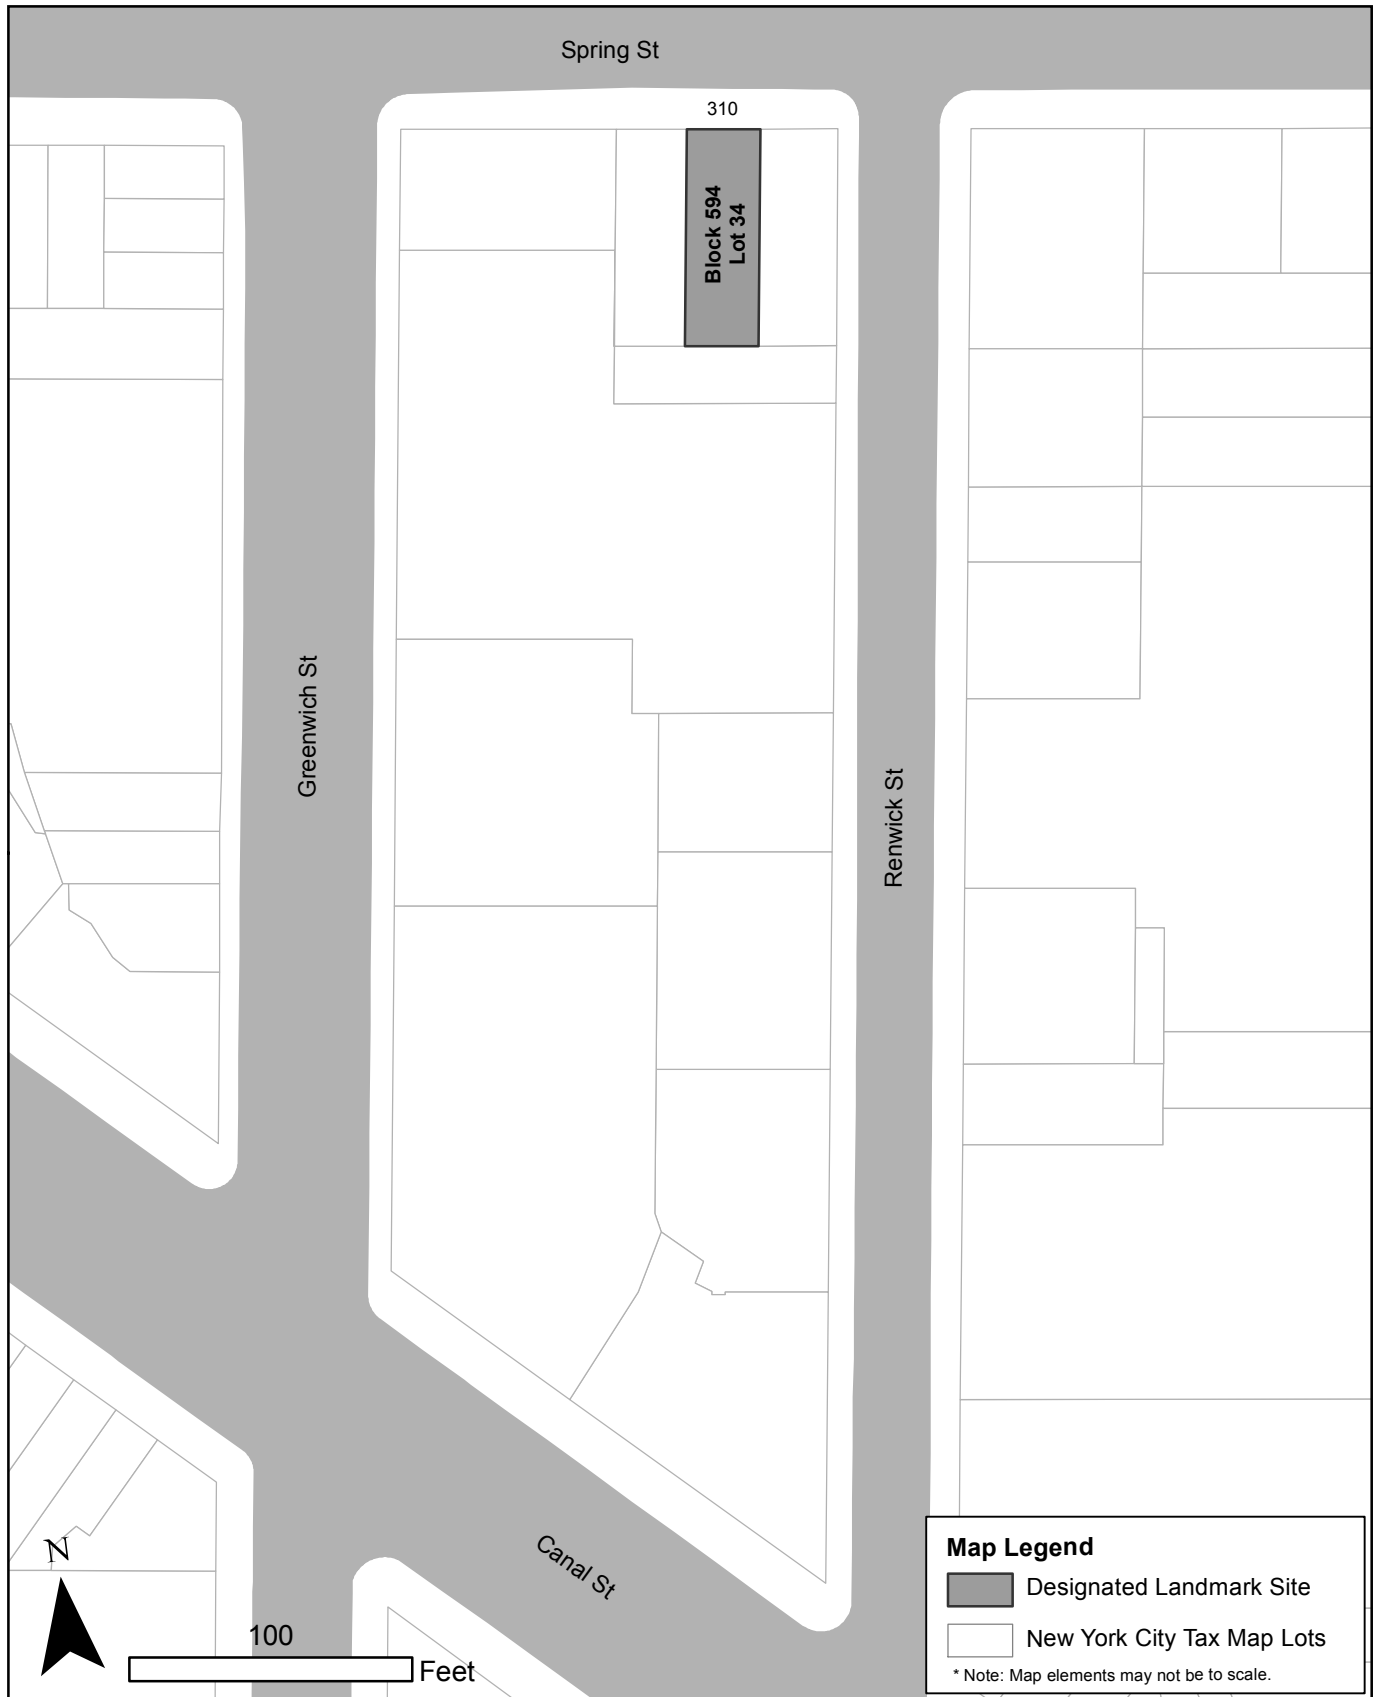 Spring St
310
Block 594
Lot 34
Greenwich St
Renwick St
Canal St
N
100
Feet
Map Legend
Designated Landmark Site
New York City Tax Map Lots
* Note: Map elements may not be to scale.